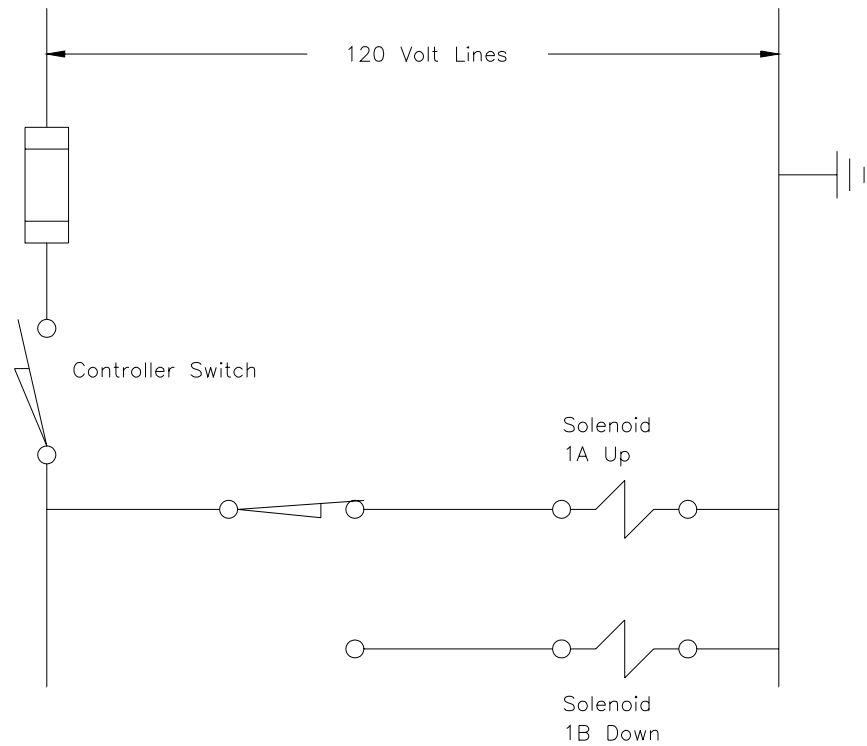 120 Volt Lines
Controller Switch
Solenoid
1A Up
Solenoid
1B Down